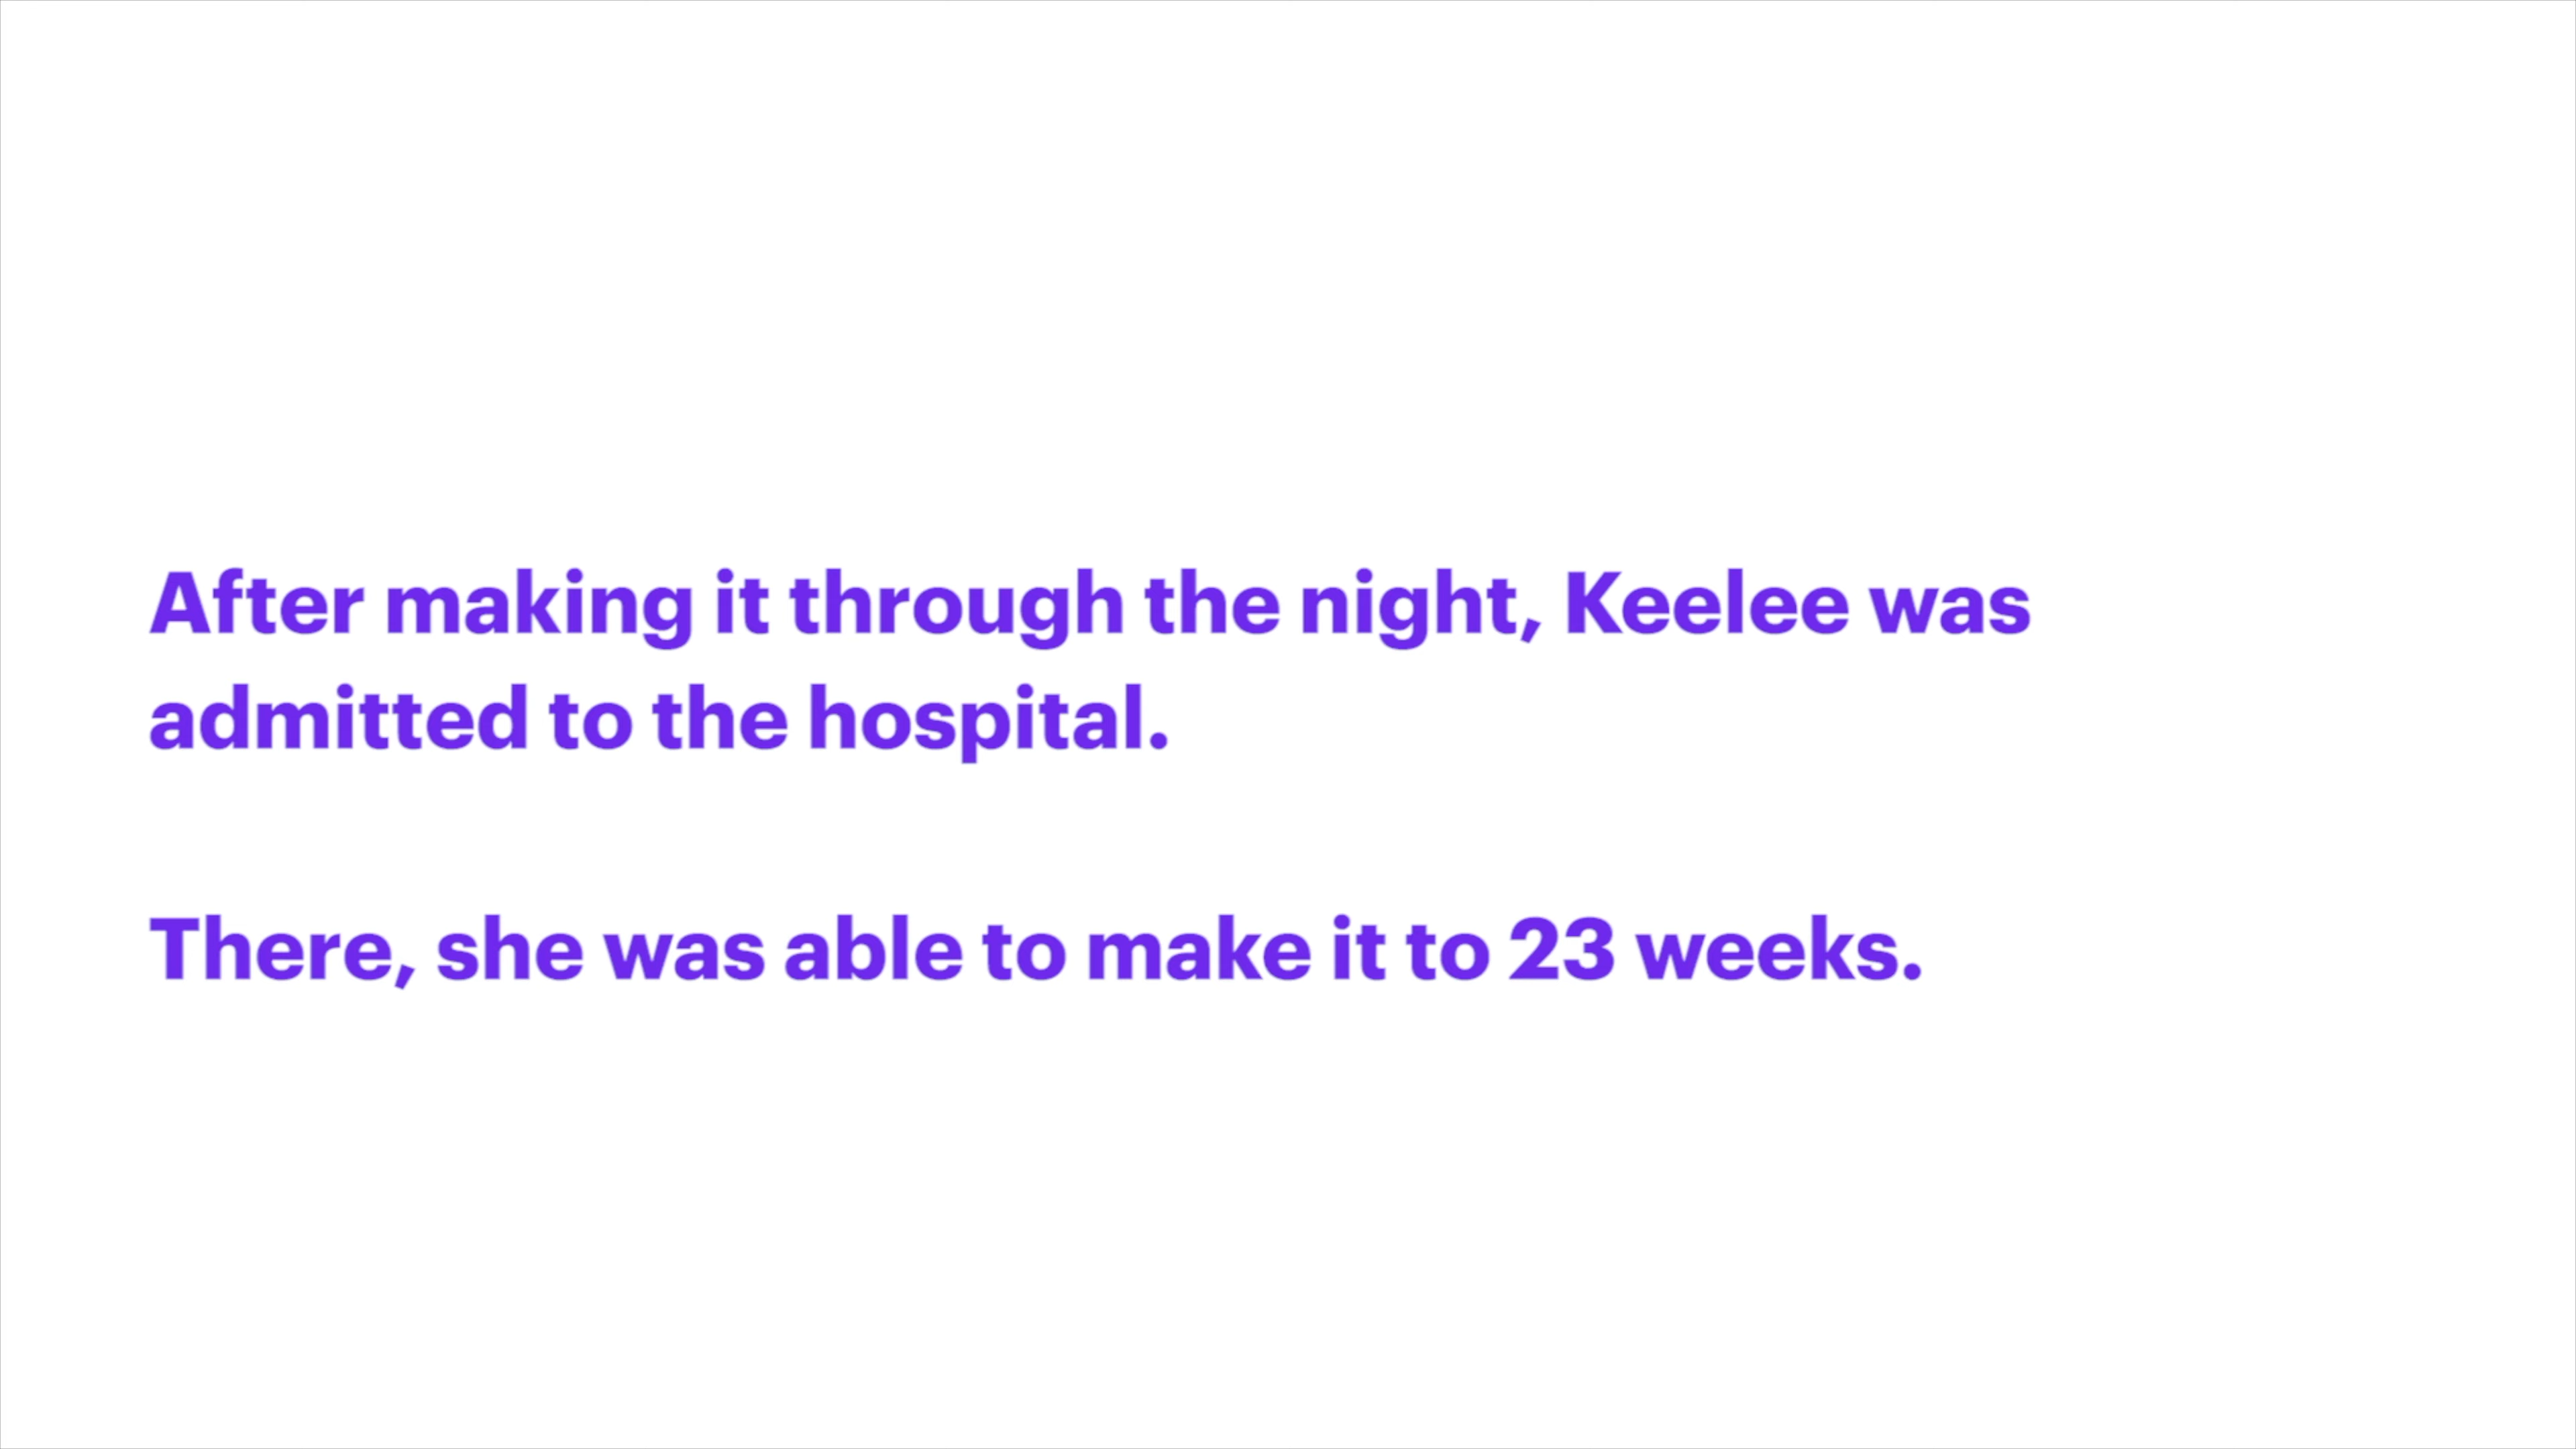 After making it through the night, Keelee was
admitted to the hospital.
There, she was able to make it to 23 weeks.